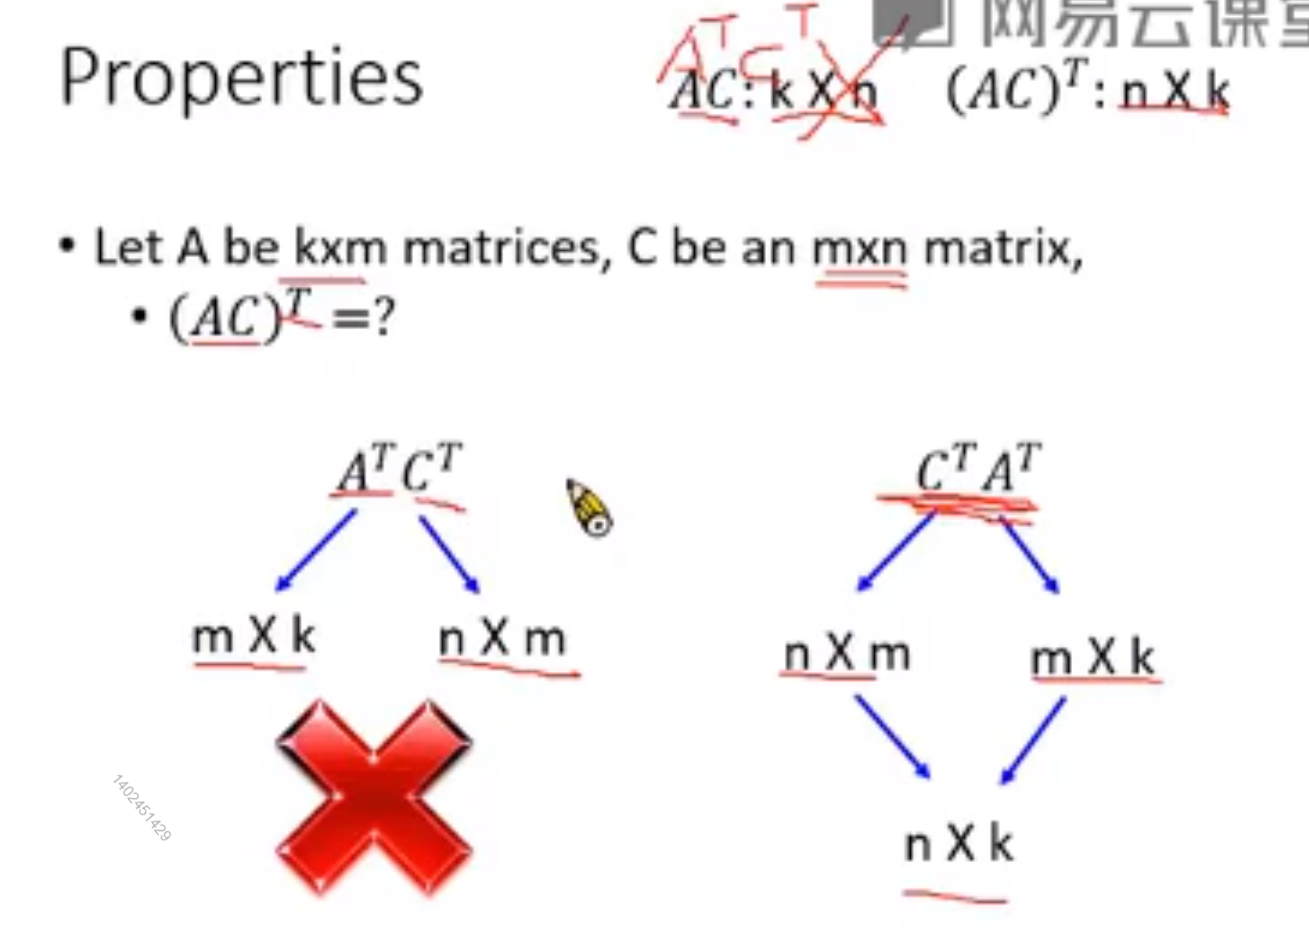 网易云课堂
A^T C^T
Properties
AC: k X n (AC)^T: n X k
• Let A be kxm matrices, C be an mxn matrix,
• (AC)^T =?
A^T C^T C^T A^T
m X k n X m n X m m X k
n X k
1402451429